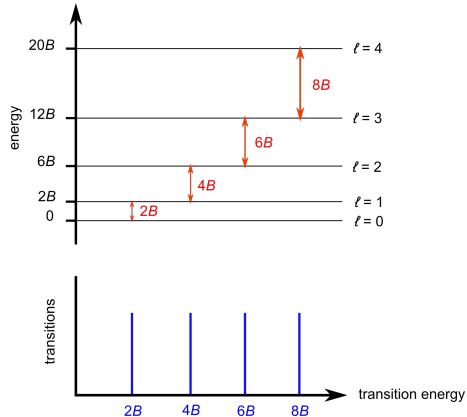 20B
ℓ = 4
8B
12B
ℓ = 3
energy
6B
6B
ℓ = 2
4B
2B
ℓ = 1
2B
0
ℓ = 0
transitions
transition energy
2B 4B 6B 8B